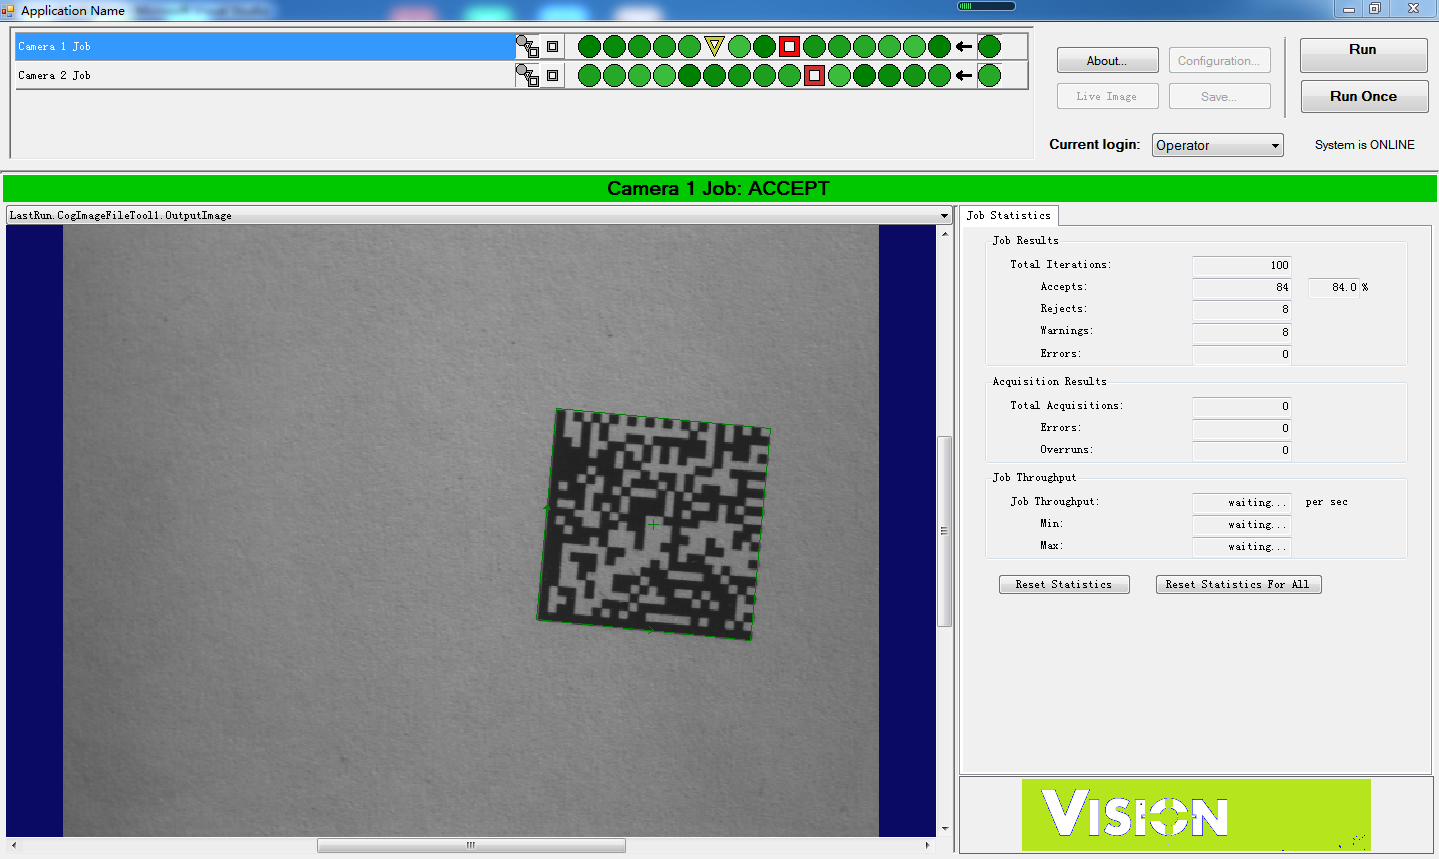 Application Name
Camera 1 Job
Camera 2 Job
About...
Configuration...
Live Image
Save...
Run
Run Once
Current login:
Operator
System is ONLINE
Camera 1 Job: ACCEPT
LastRun.CogImageFileTool1.OutputImage
Job Statistics
Job Results
Total Iterations: 100
Accepts: 84 84.0 %
Rejects: 8
Warnings: 8
Errors: 0
Acquisition Results
Total Acquisitions: 0
Errors: 0
Overruns: 0
Job Throughput
Job Throughput: waiting... per sec
Min: waiting...
Max: waiting...
Reset Statistics
Reset Statistics For All
VISION